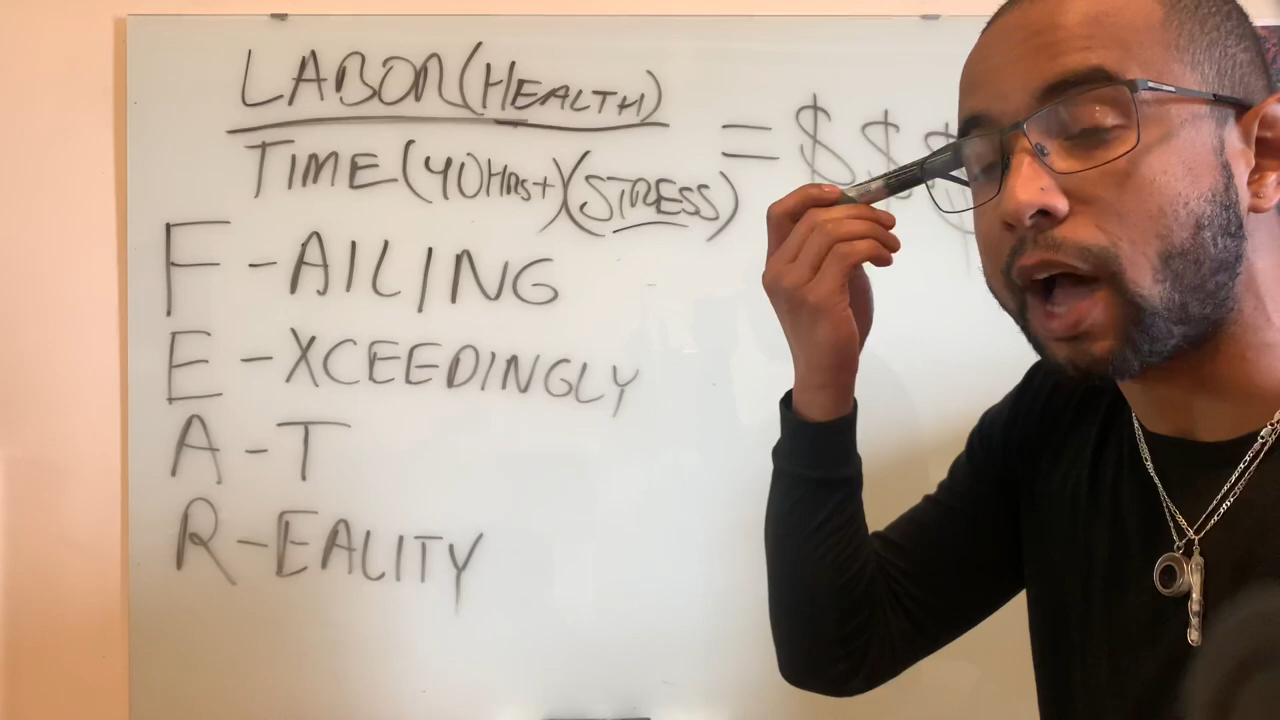 LABOR(HEALTH)
TIME(40HRS+)(STRESS) = $$$
F-AILING
E-XCEEDINGLY
A-T
R-EALITY